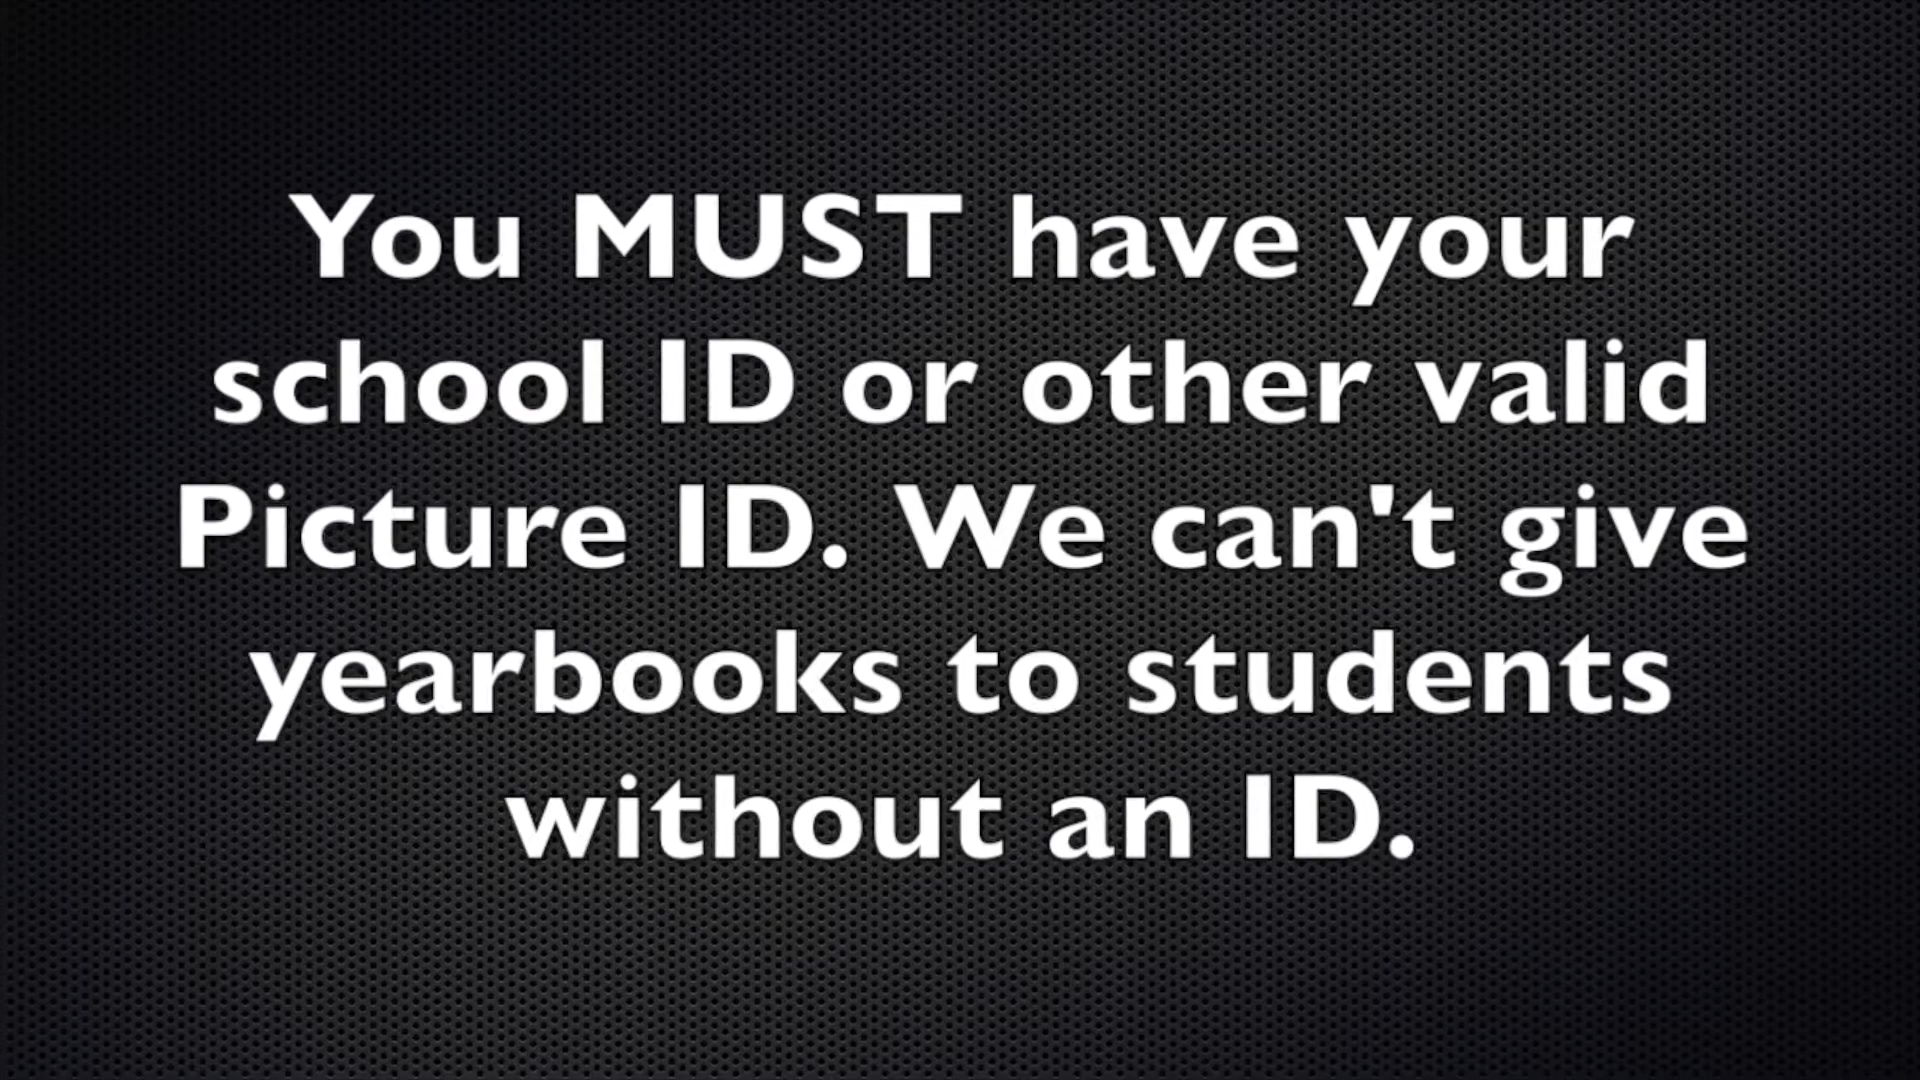 You MUST have your
school ID or other valid
Picture ID. We can't give
yearbooks to students
without an ID.